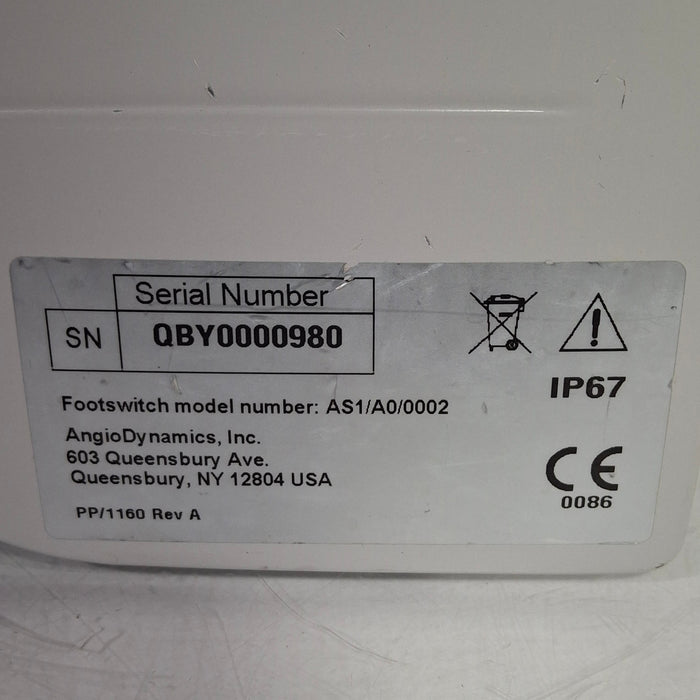 Serial Number
SN QBY0000980
IP67
Footswitch model number: AS1/A0/0002
AngioDynamics, Inc.
603 Queensbury Ave.
Queensbury, NY 12804 USA
CE
0086
PP/1160 Rev A